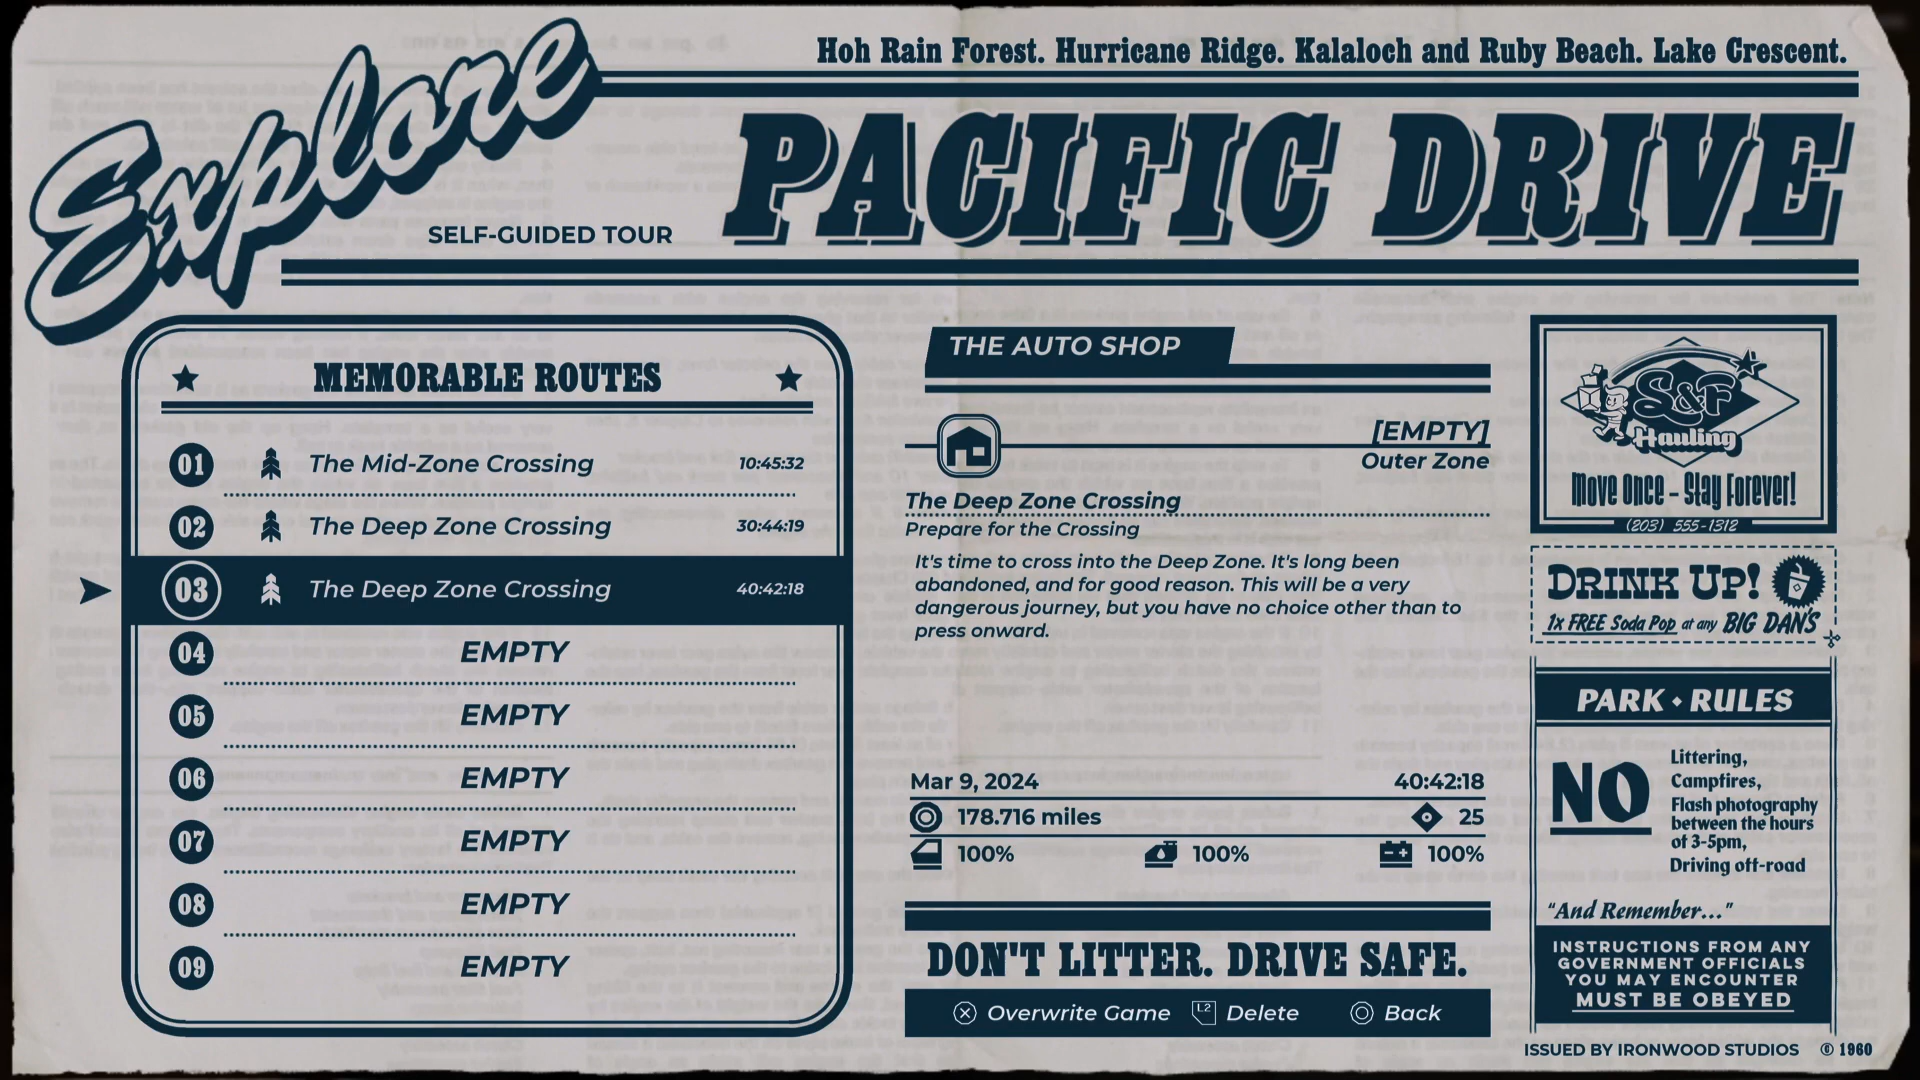 Explore
Hoh Rain Forest. Hurricane Ridge. Kalaloch and Ruby Beach. Lake Crescent.
PACIFIC DRIVE
SELF-GUIDED TOUR
MEMORABLE ROUTES
01 The Mid-Zone Crossing 10:45:32
02 The Deep Zone Crossing 30:44:19
03 The Deep Zone Crossing 40:42:18
04 EMPTY
05 EMPTY
06 EMPTY
07 EMPTY
08 EMPTY
09 EMPTY
THE AUTO SHOP
[EMPTY]
Outer Zone
The Deep Zone Crossing
Prepare for the Crossing
It's time to cross into the Deep Zone. It's long been
abandoned, and for good reason. This will be a very
dangerous journey, but you have no choice other than to
press onward.
Mar 9, 2024 40:42:18
178.716 miles 25
100% 100% 100%
DON'T LITTER. DRIVE SAFE.
Overwrite Game L2 Delete Back
S&F
Hauling
Move Once - Stay Forever!
(203) 555-1312
DRINK UP!
1x FREE Soda Pop at any BIG DAN'S
PARK • RULES
NO
Littering,
Campfires,
Flash photography
between the hours
of 3-5pm,
Driving off-road
"And Remember..."
INSTRUCTIONS FROM ANY
GOVERNMENT OFFICIALS
YOU MAY ENCOUNTER
MUST BE OBEYED
ISSUED BY IRONWOOD STUDIOS © 1960